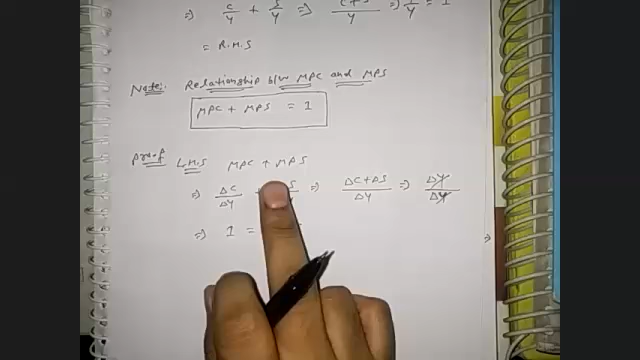 ⇒ C/Y + S/Y ⇒ C+S/Y ⇒ Y/Y = 1
= R.H.S
Note: Relationship b/w MPC and MPS
MPC + MPS = 1
Proof L.H.S MPC + MPS
⇒ ΔC/ΔY + ⇒ ΔC+ΔS/ΔY ⇒ ΔY/ΔY
⇒ 1 =